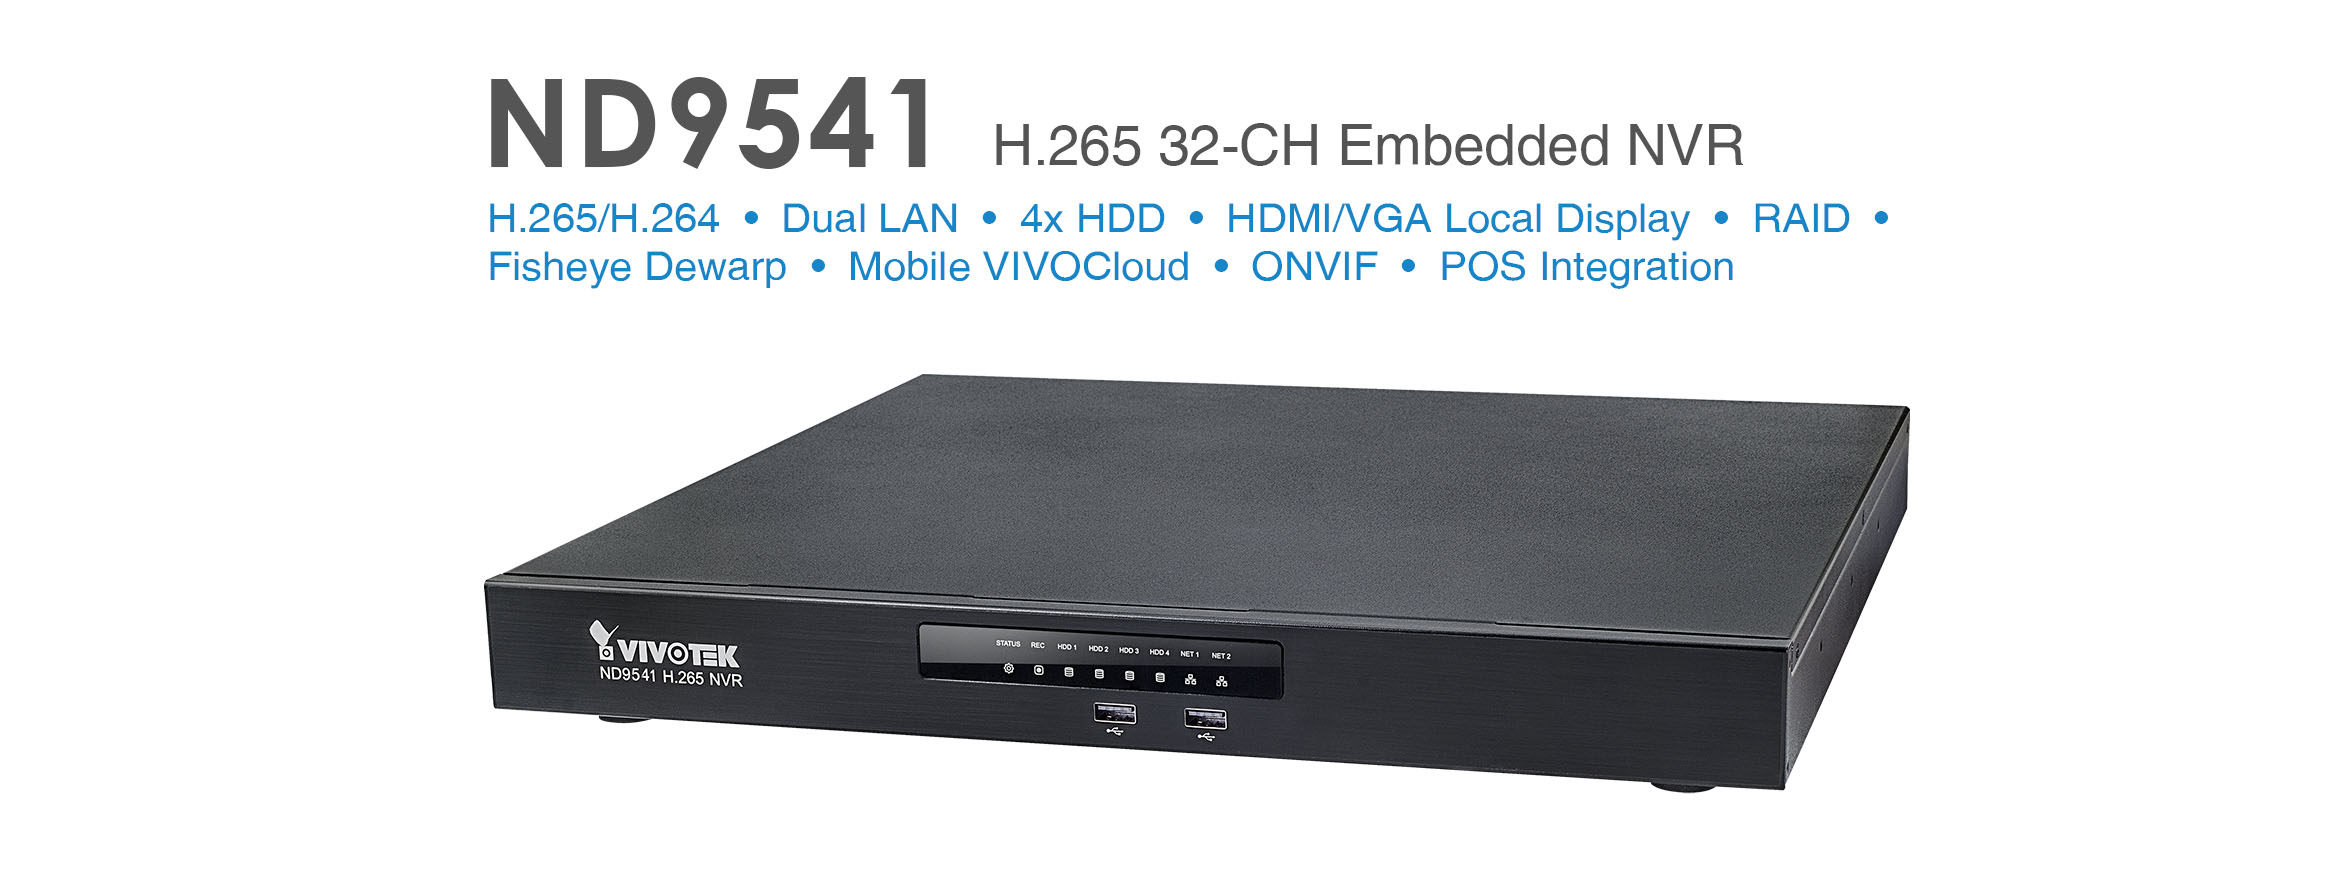 ND9541 H.265 32-CH Embedded NVR
H.265/H.264 • Dual LAN • 4x HDD • HDMI/VGA Local Display • RAID •
Fisheye Dewarp • Mobile VIVOCloud • ONVIF • POS Integration
VIVOTEK
ND9541 H.265 NVR
STATUS REC HDD 1 HDD 2 HDD 3 HDD 4 NET 1 NET 2